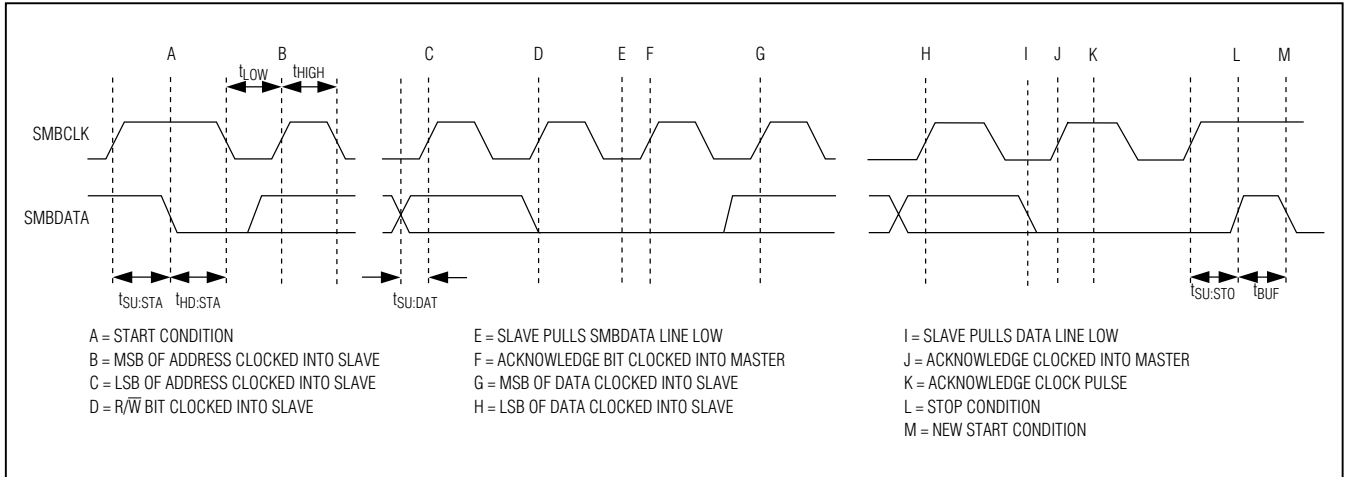 A B C D E F G H I J K L M
tLOW tHIGH
SMBCLK
SMBDATA
tSU:STA tHD:STA tSU:DAT tSU:STO tBUF
A = START CONDITION
B = MSB OF ADDRESS CLOCKED INTO SLAVE
C = LSB OF ADDRESS CLOCKED INTO SLAVE
D = R/W̅ BIT CLOCKED INTO SLAVE
E = SLAVE PULLS SMBDATA LINE LOW
F = ACKNOWLEDGE BIT CLOCKED INTO MASTER
G = MSB OF DATA CLOCKED INTO SLAVE
H = LSB OF DATA CLOCKED INTO SLAVE
I = SLAVE PULLS DATA LINE LOW
J = ACKNOWLEDGE CLOCKED INTO MASTER
K = ACKNOWLEDGE CLOCK PULSE
L = STOP CONDITION
M = NEW START CONDITION